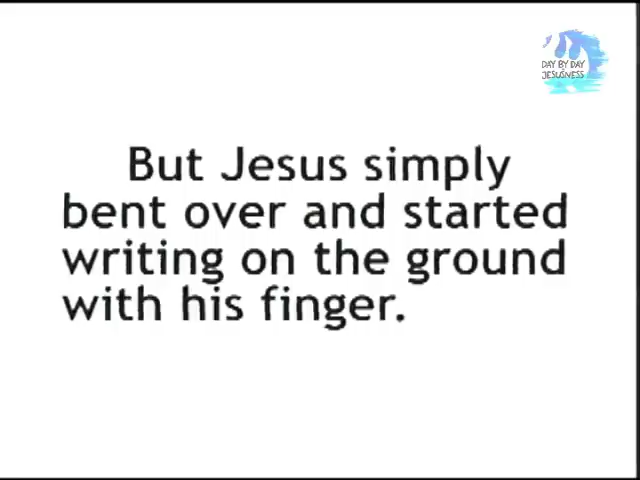 DAY BY DAY
JESUSNESS
But Jesus simply
bent over and started
writing on the ground
with his finger.